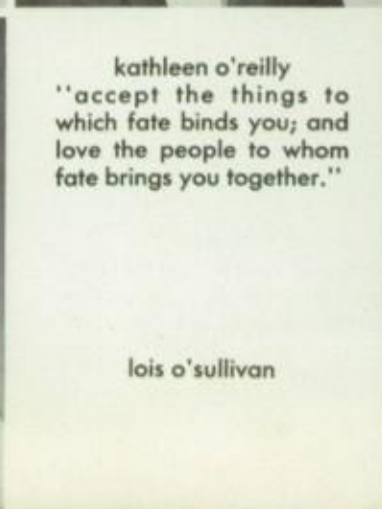 kathleen o'reilly
''accept the things to
which fate binds you; and
love the people to whom
fate brings you together.''
lois o'sullivan